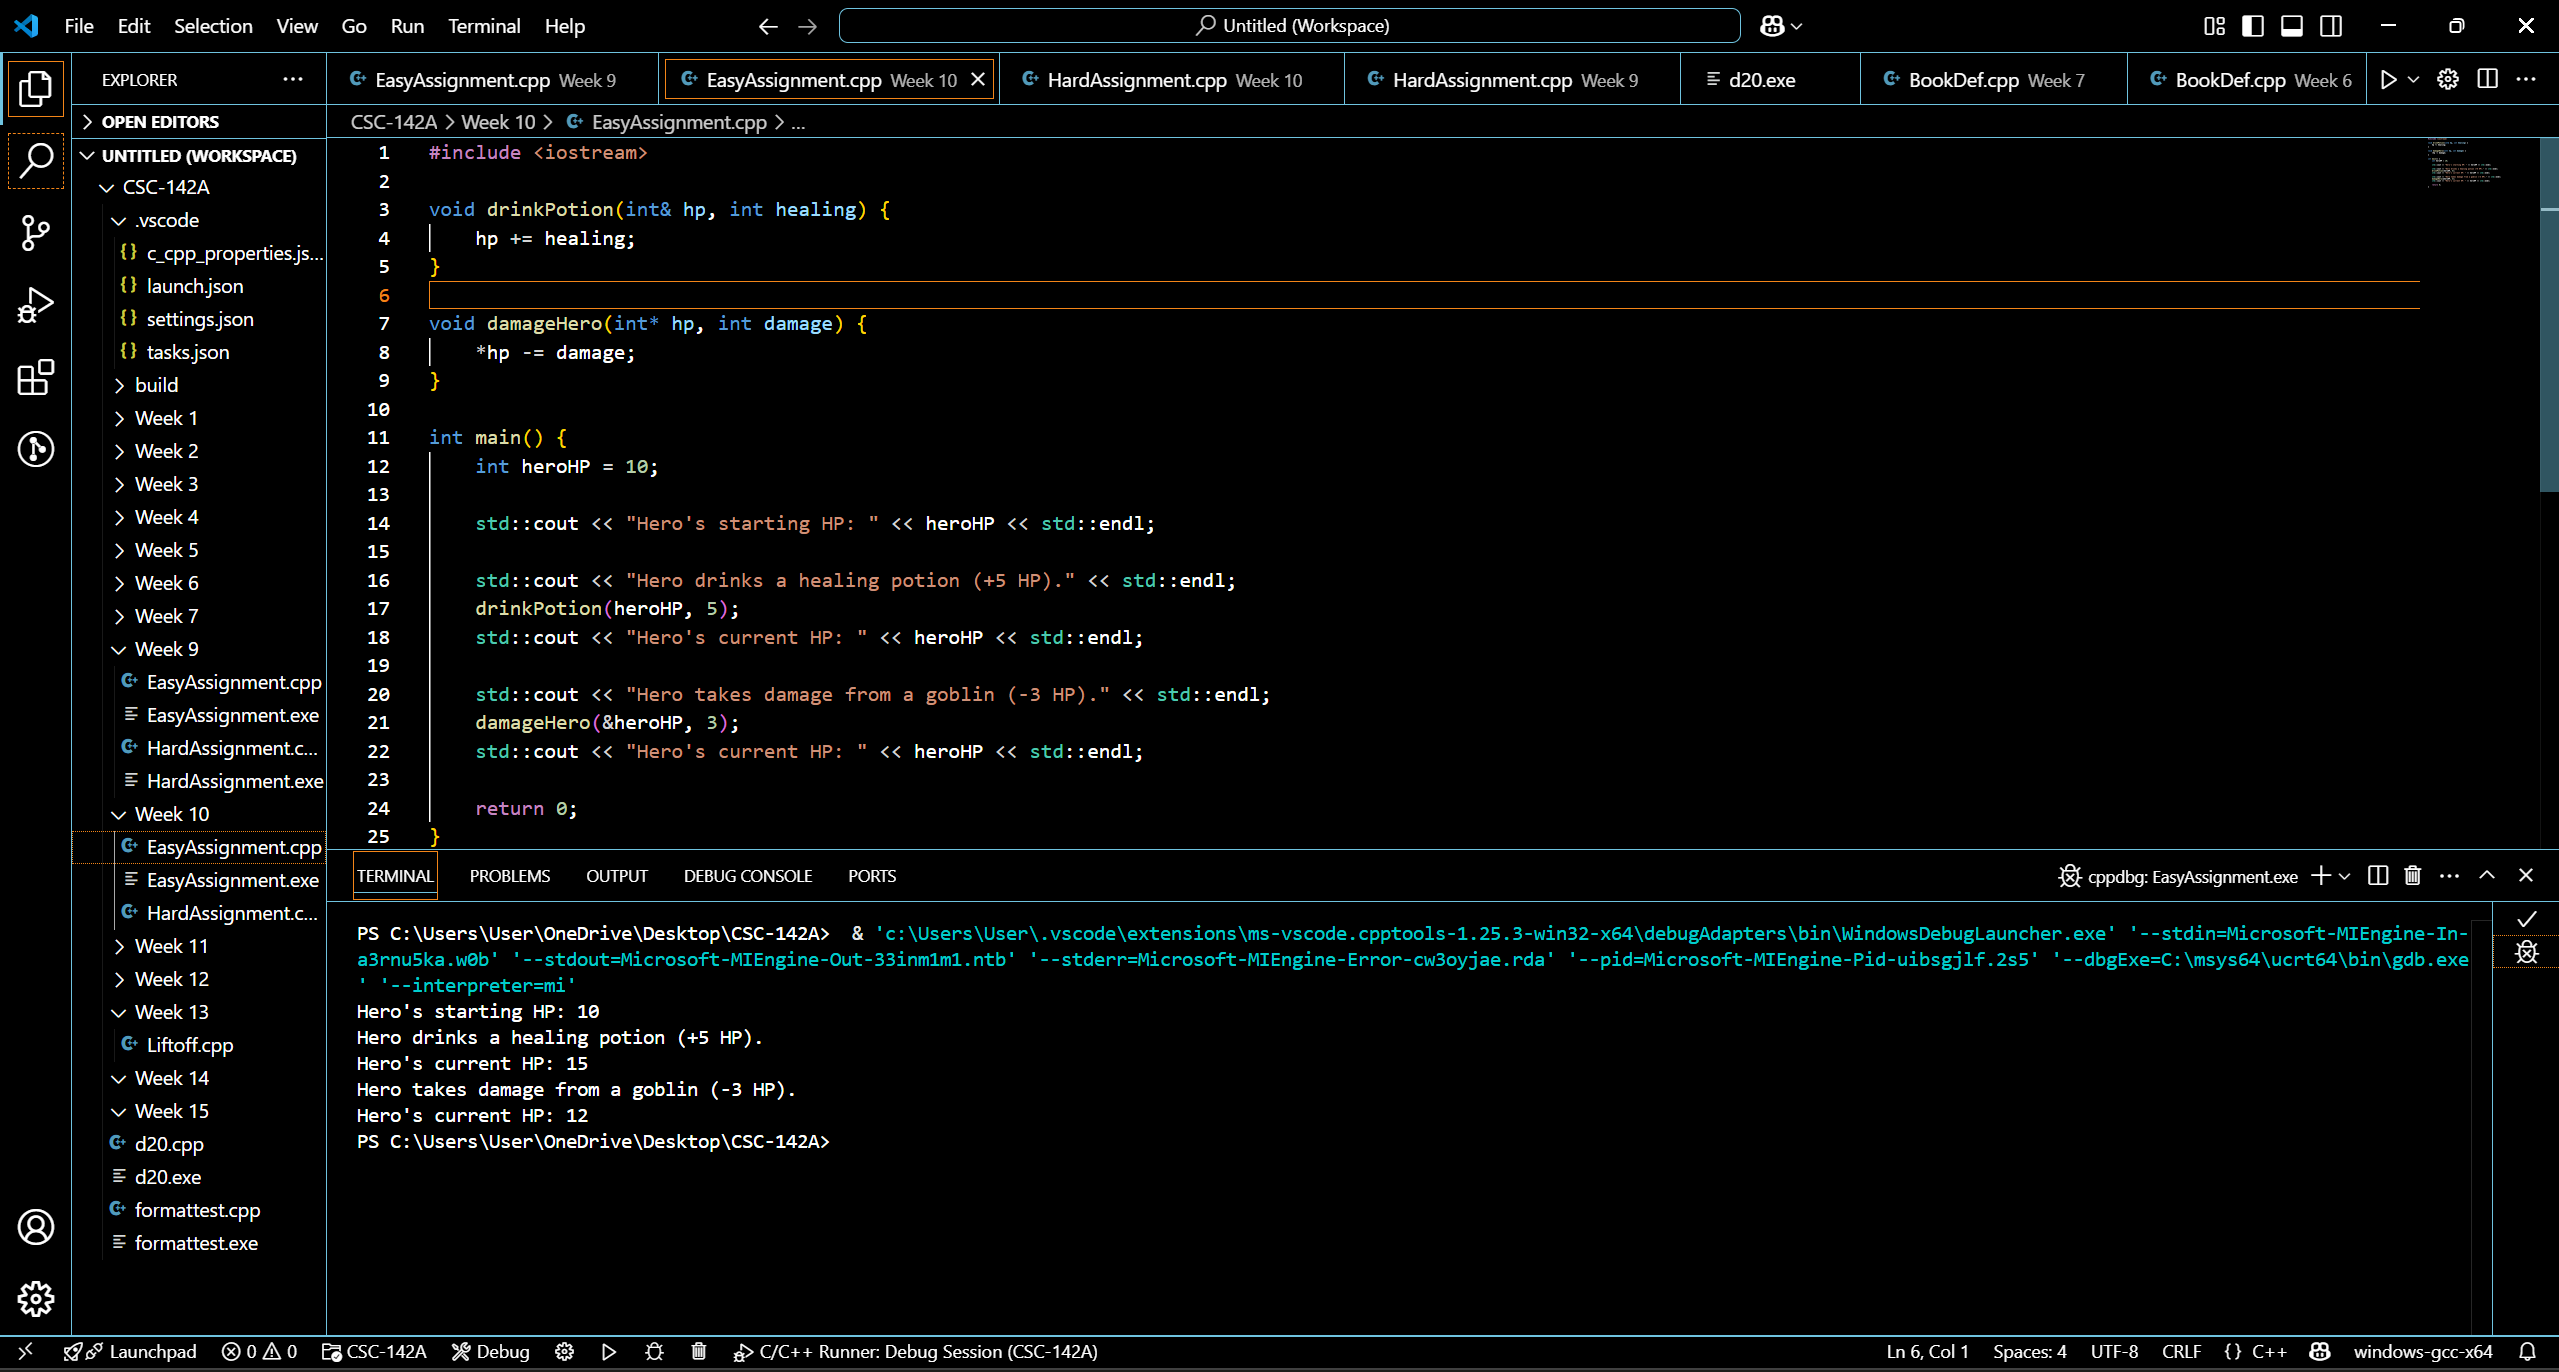 File Edit Selection View Go Run Terminal Help
Untitled (Workspace)
EXPLORER
EasyAssignment.cpp Week 9
EasyAssignment.cpp Week 10
HardAssignment.cpp Week 10
HardAssignment.cpp Week 9
d20.exe
BookDef.cpp Week 7
BookDef.cpp Week 6
OPEN EDITORS
UNTITLED (WORKSPACE)
CSC-142A
.vscode
c_cpp_properties.js...
launch.json
settings.json
tasks.json
build
Week 1
Week 2
Week 3
Week 4
Week 5
Week 6
Week 7
Week 9
EasyAssignment.cpp
EasyAssignment.exe
HardAssignment.c...
HardAssignment.exe
Week 10
EasyAssignment.cpp
EasyAssignment.exe
HardAssignment.c...
Week 11
Week 12
Week 13
Liftoff.cpp
Week 14
Week 15
d20.cpp
d20.exe
formattest.cpp
formattest.exe
CSC-142A > Week 10 > EasyAssignment.cpp > ...
1 #include <iostream>
2
3 void drinkPotion(int& hp, int healing) {
4     hp += healing;
5 }
6
7 void damageHero(int* hp, int damage) {
8     *hp -= damage;
9 }
10
11 int main() {
12     int heroHP = 10;
13
14     std::cout << "Hero's starting HP: " << heroHP << std::endl;
15
16     std::cout << "Hero drinks a healing potion (+5 HP)." << std::endl;
17     drinkPotion(heroHP, 5);
18     std::cout << "Hero's current HP: " << heroHP << std::endl;
19
20     std::cout << "Hero takes damage from a goblin (-3 HP)." << std::endl;
21     damageHero(&heroHP, 3);
22     std::cout << "Hero's current HP: " << heroHP << std::endl;
23
24     return 0;
25 }
TERMINAL PROBLEMS OUTPUT DEBUG CONSOLE PORTS
cppdbg: EasyAssignment.exe
PS C:\Users\User\OneDrive\Desktop\CSC-142A>  & 'c:\Users\User\.vscode\extensions\ms-vscode.cpptools-1.25.3-win32-x64\debugAdapters\bin\WindowsDebugLauncher.exe' '--stdin=Microsoft-MIEngine-In-
a3rnu5ka.w0b' '--stdout=Microsoft-MIEngine-Out-33inm1m1.ntb' '--stderr=Microsoft-MIEngine-Error-cw3oyjae.rda' '--pid=Microsoft-MIEngine-Pid-uibsgjlf.2s5' '--dbgExe=C:\msys64\ucrt64\bin\gdb.exe
' '--interpreter=mi'
Hero's starting HP: 10
Hero drinks a healing potion (+5 HP).
Hero's current HP: 15
Hero takes damage from a goblin (-3 HP).
Hero's current HP: 12
PS C:\Users\User\OneDrive\Desktop\CSC-142A>
Launchpad 0 0 CSC-142A Debug C/C++ Runner: Debug Session (CSC-142A) Ln 6, Col 1 Spaces: 4 UTF-8 CRLF {} C++ windows-gcc-x64